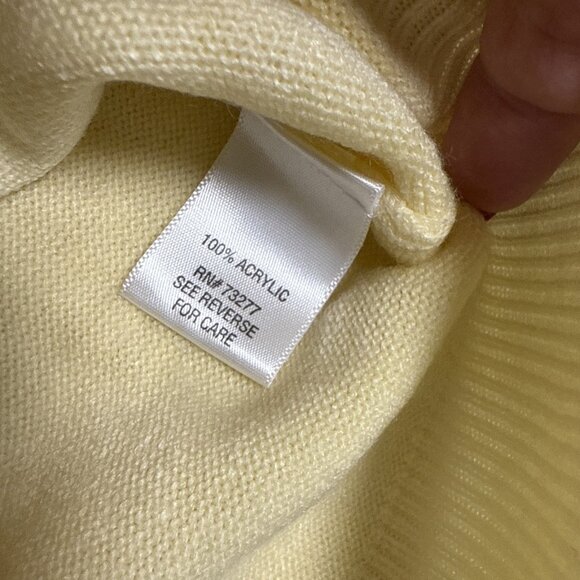 100% ACRYLIC
RN# 73277
SEE REVERSE
FOR CARE